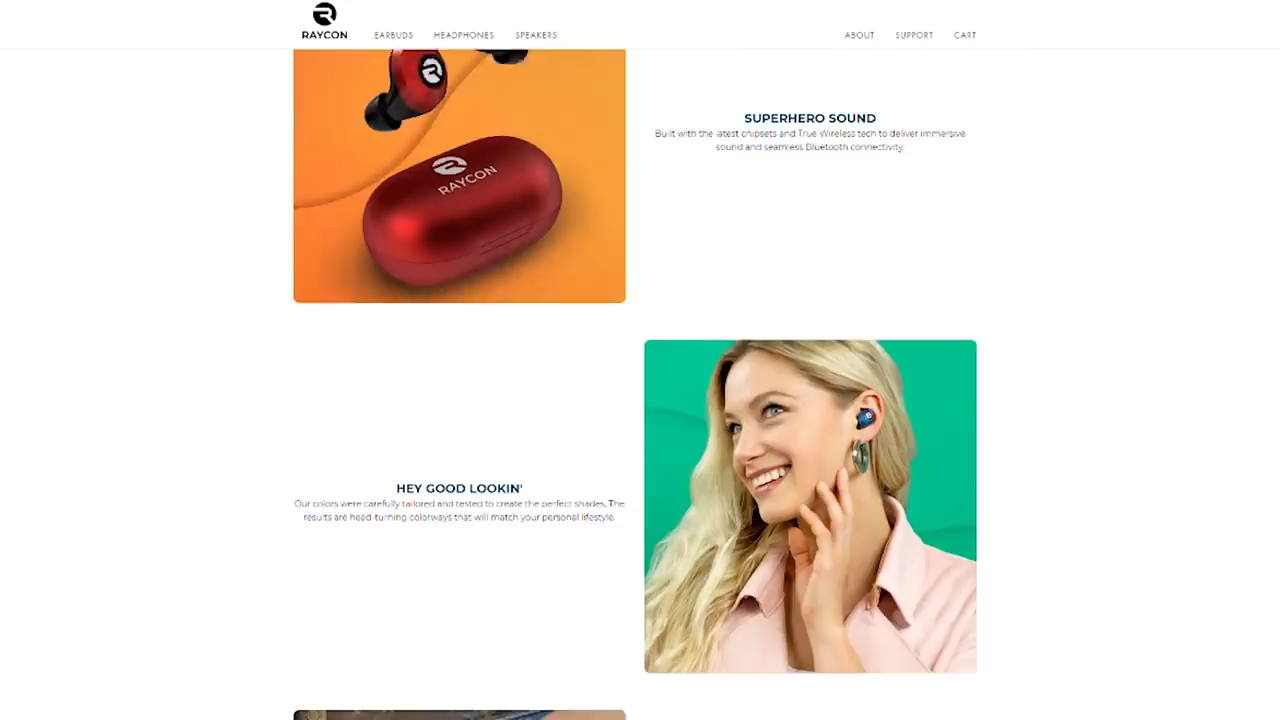 RAYCON
EARBUDS HEADPHONES SPEAKERS ABOUT SUPPORT CART
RAYCON
SUPERHERO SOUND
Built with the latest chipsets and True Wireless tech to deliver immersive
sound and seamless Bluetooth connectivity.
HEY GOOD LOOKIN'
Our colors were carefully tailored and tested to create the perfect shades. The
results are head-turning colorways that will match your personal lifestyle.